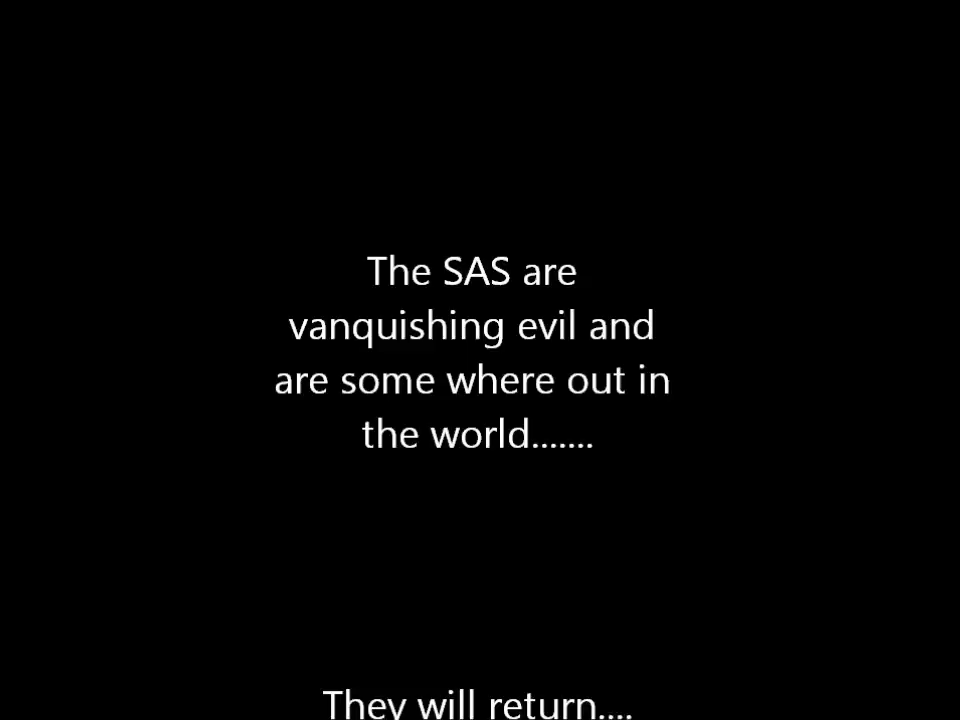 The SAS are
vanquishing evil and
are some where out in
the world.......
They will return....